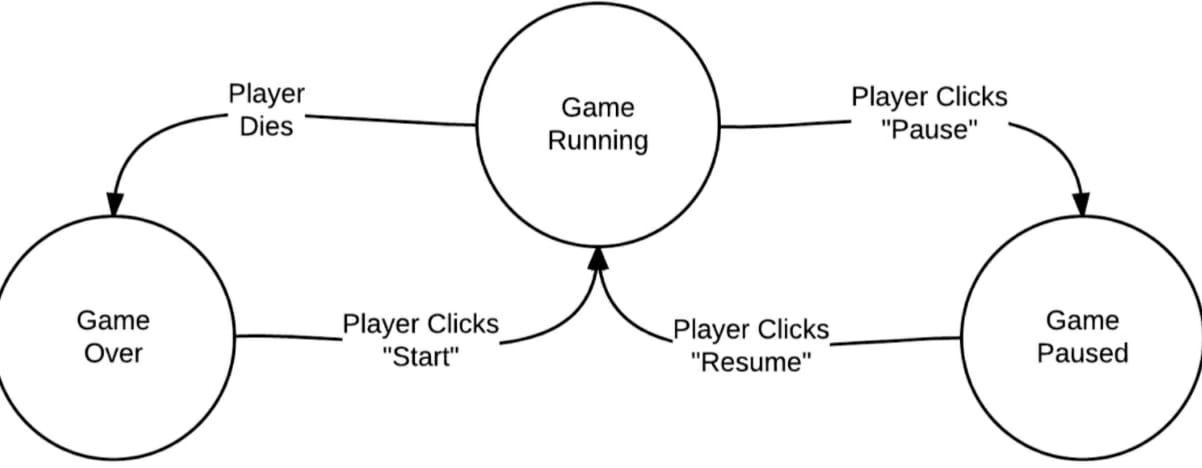 Player
Dies
Game
Running
Player Clicks
"Pause"
Game
Over
Player Clicks
"Start"
Player Clicks
"Resume"
Game
Paused